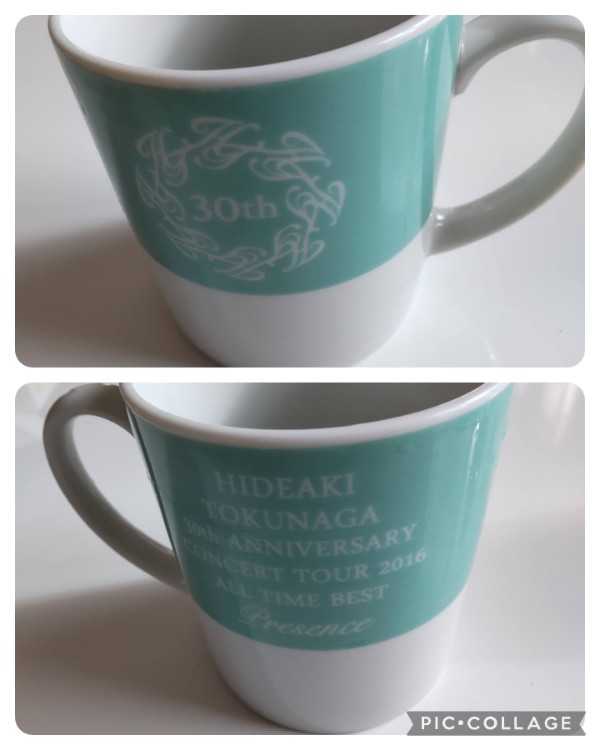 30th
HIDEAKI
TOKUNAGA
30th ANNIVERSARY
CONCERT TOUR 2016
ALL TIME BEST
Presence
PIC•COLLAGE